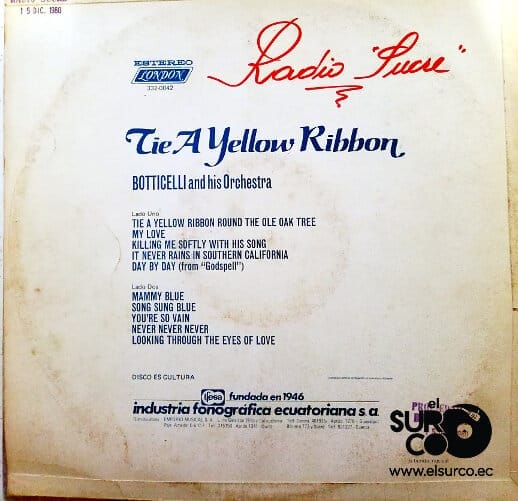 15 DIC. 1980
Radio "Sucre"
ESTEREO
LONDON
332-0042
Tie A Yellow Ribbon
BOTTICELLI and his Orchestra
Lado Uno
TIE A YELLOW RIBBON ROUND THE OLE OAK TREE
MY LOVE
KILLING ME SOFTLY WITH HIS SONG
IT NEVER RAINS IN SOUTHERN CALIFORNIA
DAY BY DAY (from "Godspell")
Lado Dos
MAMMY BLUE
SONG SUNG BLUE
YOU'RE SO VAIN
NEVER NEVER NEVER
LOOKING THROUGH THE EYES OF LOVE
DISCO ES CULTURA
ifesa fundada en 1946
industria fonográfica ecuatoriana s.a.
el
SURCO
www.elsurco.ec